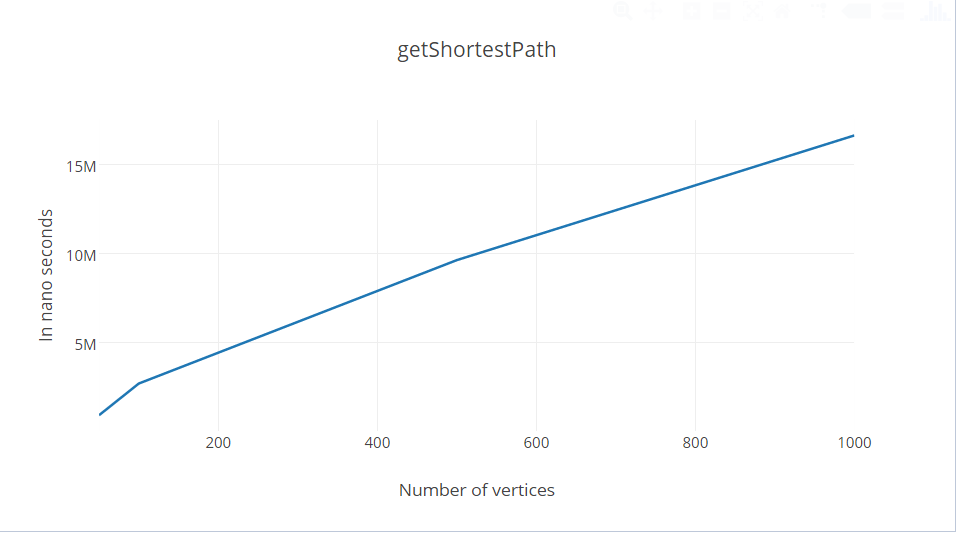 getShortestPath
15M
10M
5M
In nano seconds
200 400 600 800 1000
Number of vertices